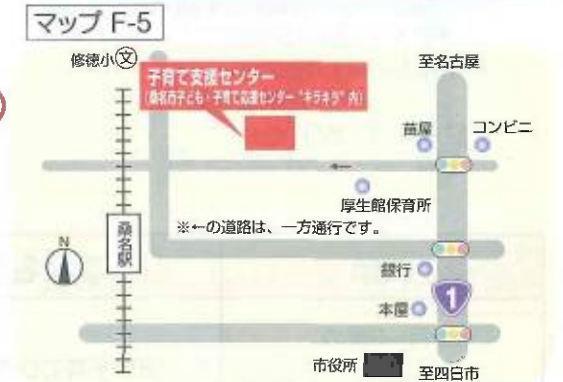 マップ F-5
修徳小 文
至名古屋
子育て支援センター
(桑名市子ども・子育て応援センター "キラキラ" 内)
苗屋
コンビニ
←
厚生館保育所
※←の道路は、一方通行です。
N
桑名駅
銀行
1
本屋
市役所
至四日市